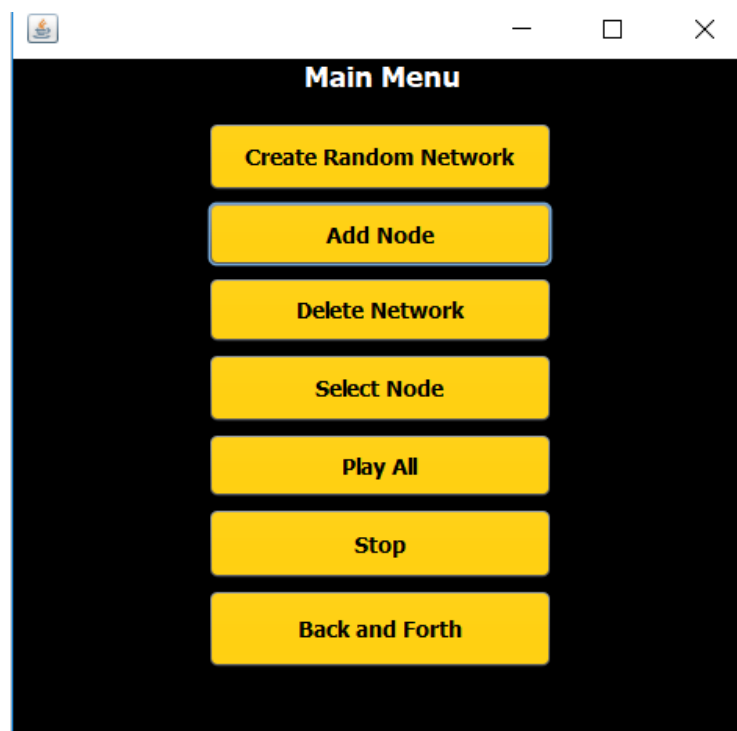 Main Menu
Create Random Network
Add Node
Delete Network
Select Node
Play All
Stop
Back and Forth